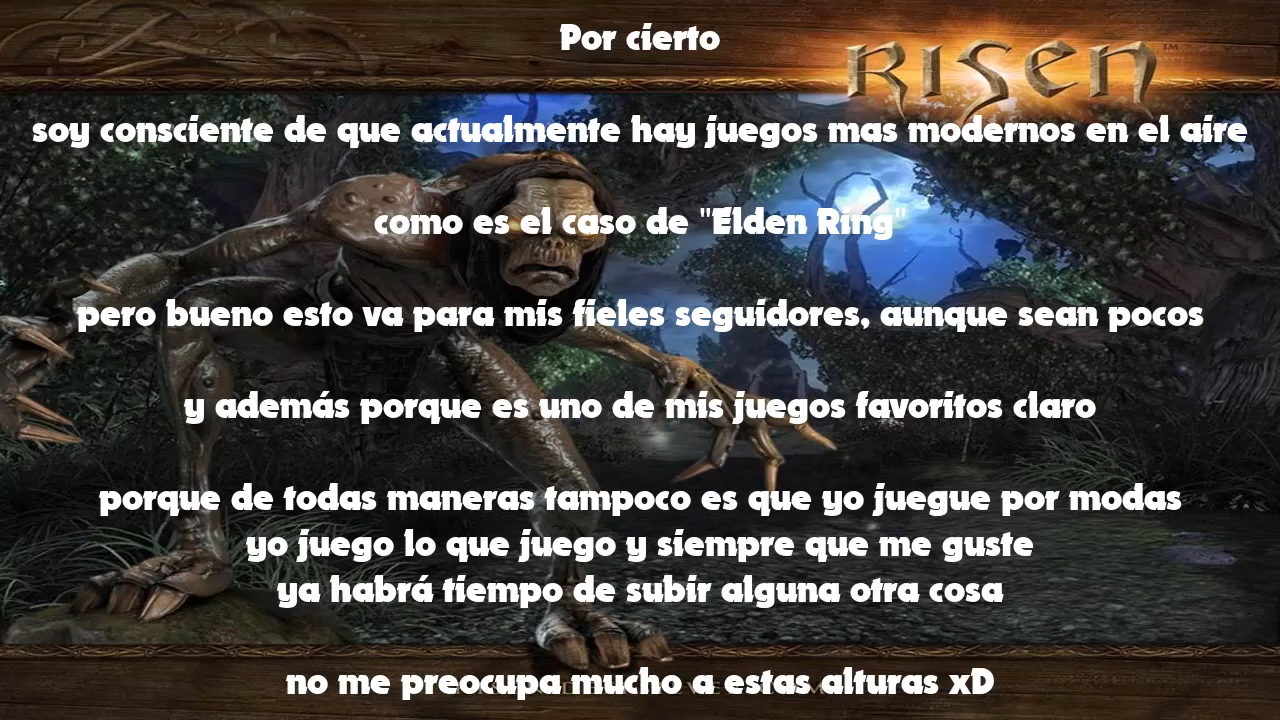 Por cierto
RISEN™
soy consciente de que actualmente hay juegos mas modernos en el aire
como es el caso de "Elden Ring"
pero bueno esto va para mis fieles seguidores, aunque sean pocos
y además porque es uno de mis juegos favoritos claro
porque de todas maneras tampoco es que yo juegue por modas
yo juego lo que juego y siempre que me guste
ya habrá tiempo de subir alguna otra cosa
no me preocupa mucho a estas alturas xD